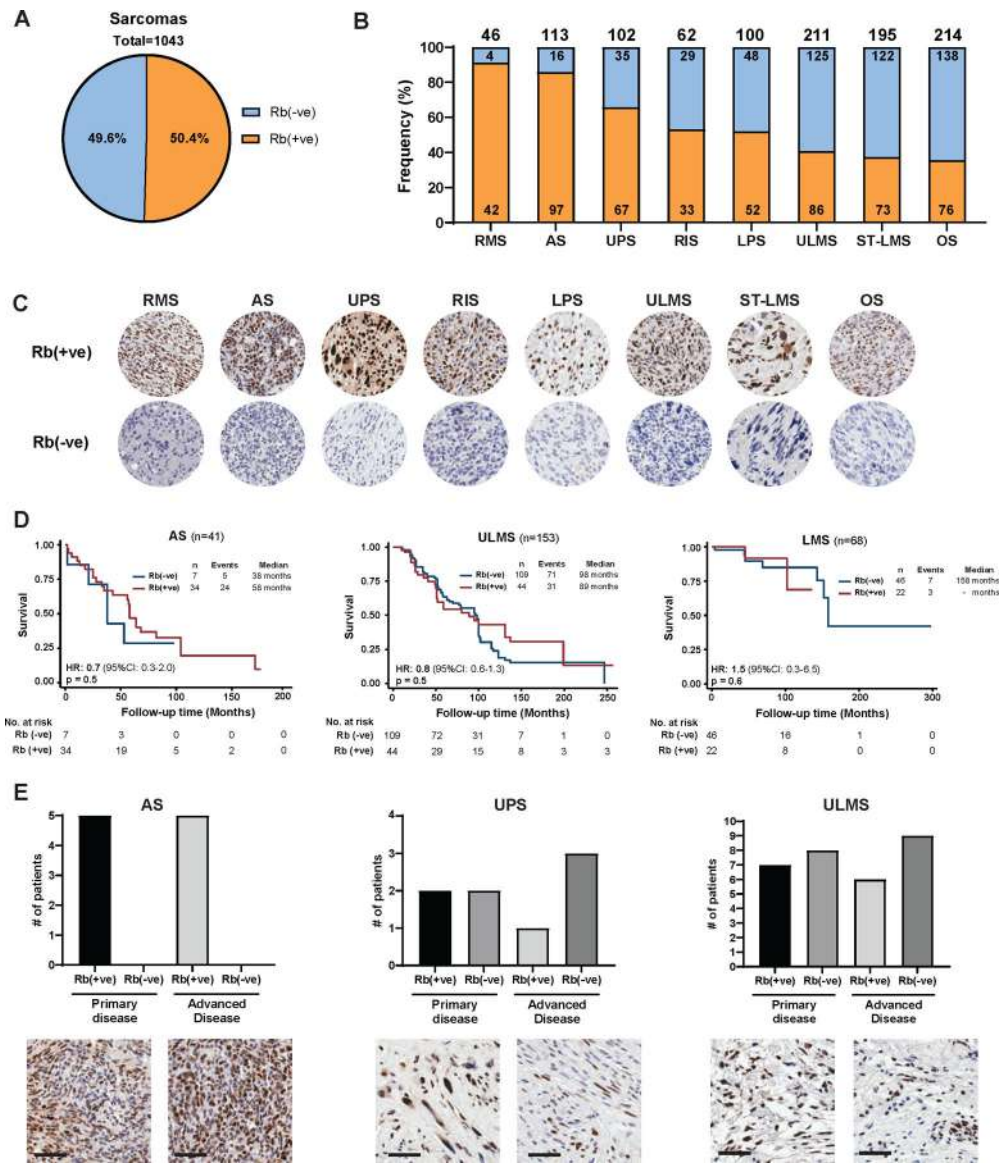 A
Sarcomas
Total=1043
49.6%
50.4%
Rb(-ve)
Rb(+ve)
B
46 113 102 62 100 211 195 214
Frequency (%)
100
80
60
40
20
0
4 16 35 29 48 125 122 138
42 97 67 33 52 86 73 76
RMS AS UPS RIS LPS ULMS ST-LMS OS
C
RMS AS UPS RIS LPS ULMS ST-LMS OS
Rb(+ve)
Rb(-ve)
D
AS (n=41)
n Events Median
Rb(-ve) 7 5 38 months
Rb(+ve) 34 24 58 months
Survival
1.00
0.75
0.50
0.25
0.00
HR: 0.7 (95%CI: 0.3-2.0)
p = 0.5
0 50 100 150 200
Follow-up time (Months)
No. at risk
Rb (-ve) 7 3 0 0 0
Rb (+ve) 34 19 5 2 0
ULMS (n=153)
n Events Median
Rb(-ve) 109 71 98 months
Rb(+ve) 44 31 89 months
Survival
1.00
0.75
0.50
0.25
0.00
HR: 0.8 (95%CI: 0.6-1.3)
p = 0.5
0 50 100 150 200 250
Follow-up time (Months)
No. at risk
Rb (-ve) 109 72 31 7 1 0
Rb (+ve) 44 29 15 8 3 3
LMS (n=68)
n Events Median
Rb(-ve) 46 7 months
Rb(+ve) 22 3 - months
Survival
1.00
0.75
0.50
0.25
0.00
HR: 1.5 (95%CI: 0.3-6.5)
p = 0.6
0 100 200 300
Follow-up time (Months)
No. at risk
Rb (-ve) 46 16 1 0
Rb (+ve) 22 8 0 0
E
AS
# of patients
5
4
3
2
1
0
Rb(+ve) Rb(-ve) Rb(+ve) Rb(-ve)
Primary disease
Advanced Disease
UPS
# of patients
4
3
2
1
0
Rb(+ve) Rb(-ve) Rb(+ve) Rb(-ve)
Primary disease
Advanced Disease
ULMS
# of patients
10
9
8
7
6
5
4
3
2
1
0
Rb(+ve) Rb(-ve) Rb(+ve) Rb(-ve)
Primary disease
Advanced Disease